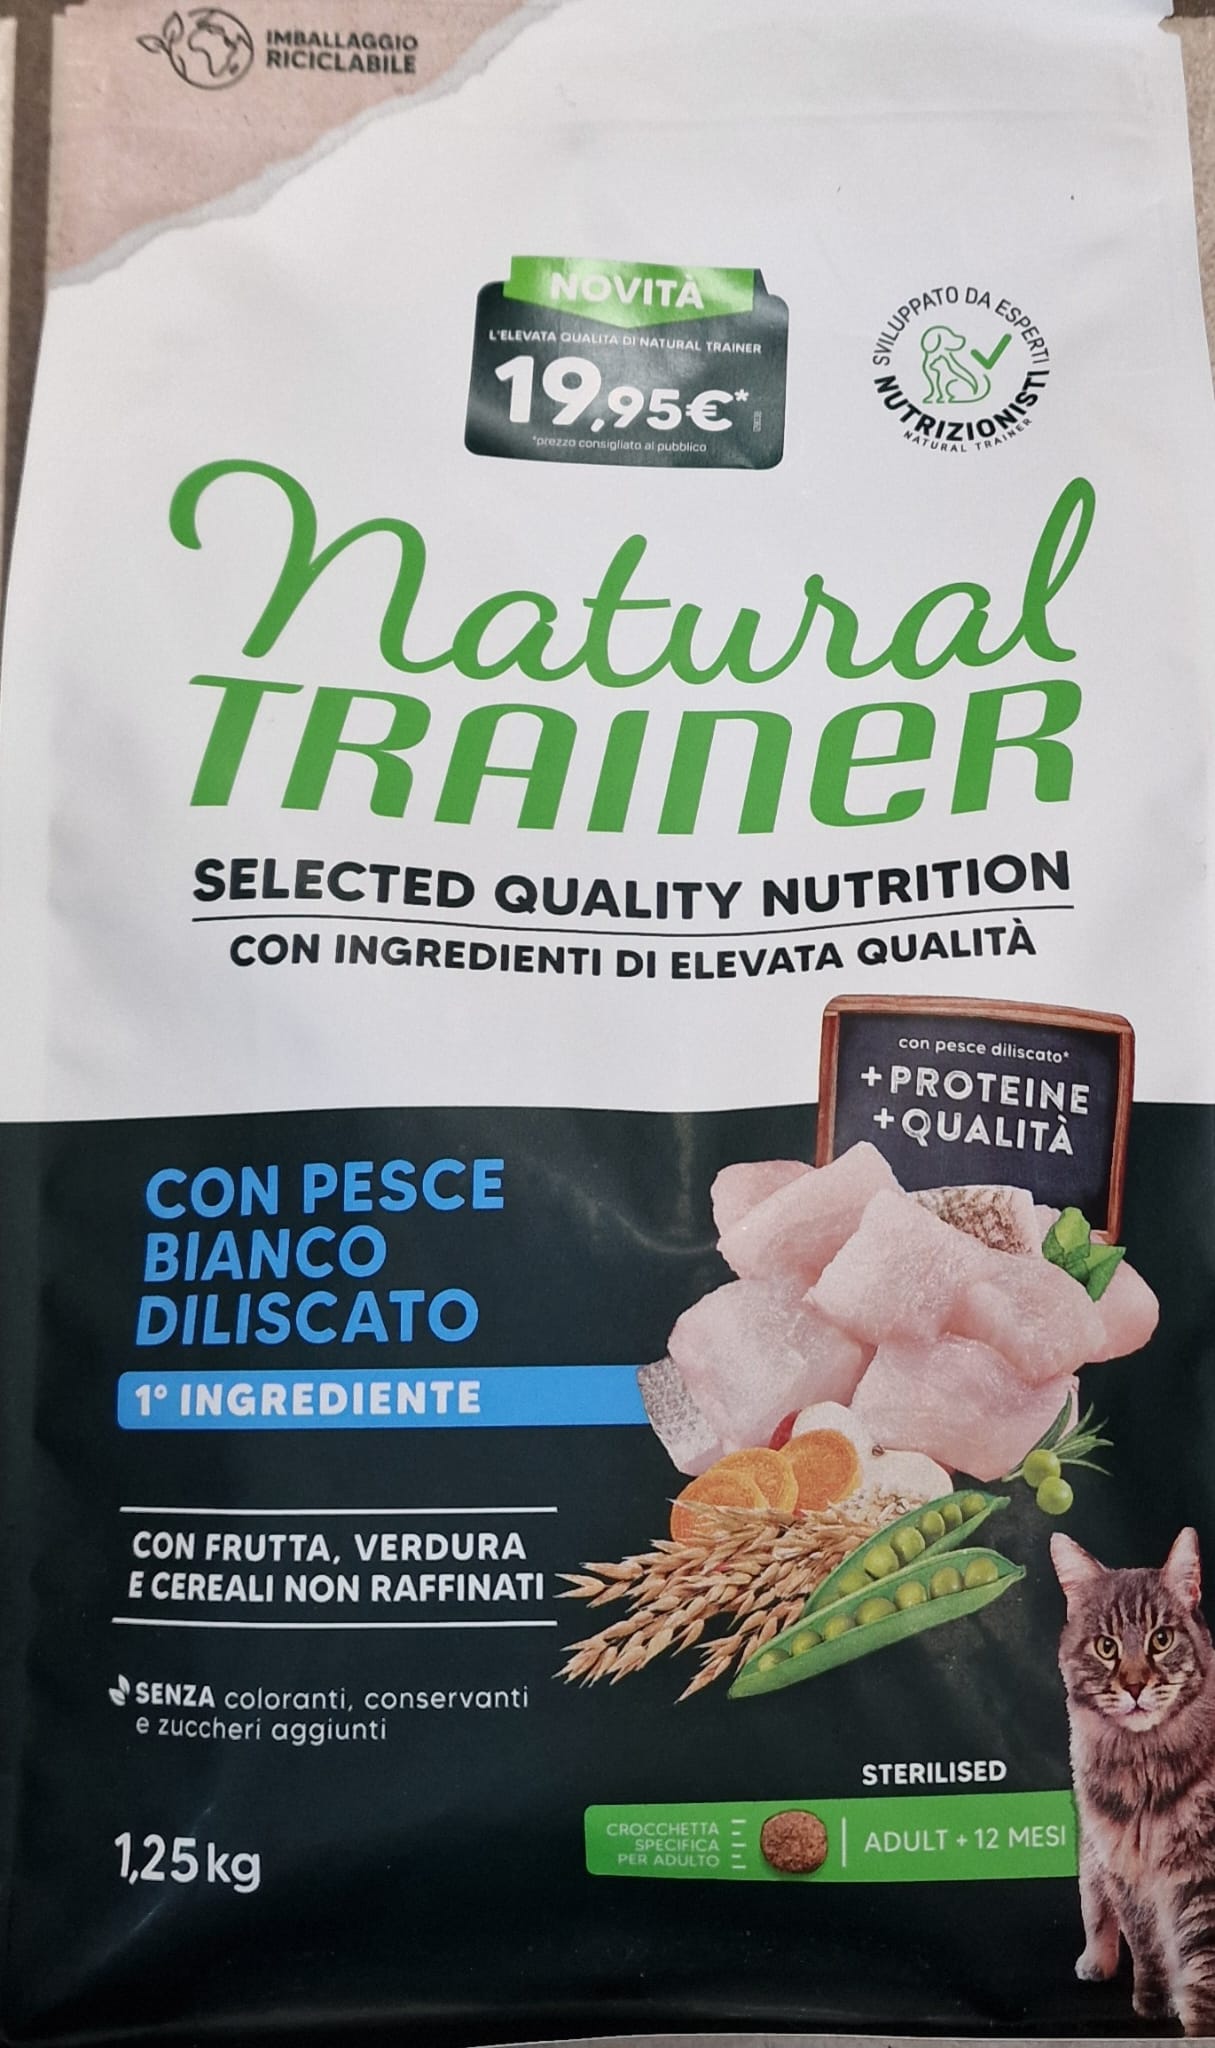 IMBALLAGGIO
RICICLABILE
NOVITÀ
L'ELEVATA QUALITÀ DI NATURAL TRAINER
19,95€*
*prezzo consigliato al pubblico
SVILUPPATO DA ESPERTI
NUTRIZIONISTI
NATURAL TRAINER
Natural
TRAINER
SELECTED QUALITY NUTRITION
CON INGREDIENTI DI ELEVATA QUALITÀ
con pesce diliscato*
+PROTEINE
+QUALITÀ
CON PESCE
BIANCO
DILISCATO
1° INGREDIENTE
CON FRUTTA, VERDURA
E CEREALI NON RAFFINATI
SENZA coloranti, conservanti
e zuccheri aggiunti
STERILISED
CROCCHETTA
SPECIFICA
PER ADULTO
ADULT + 12 MESI
1,25kg